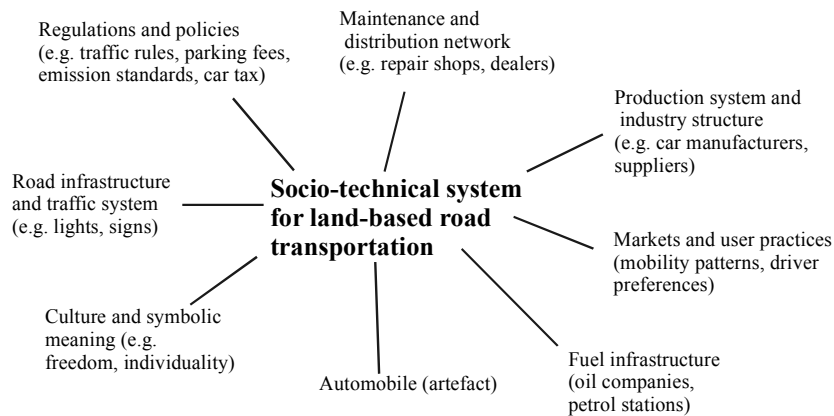 Regulations and policies
(e.g. traffic rules, parking fees,
emission standards, car tax)
Maintenance and
distribution network
(e.g. repair shops, dealers)
Production system and
industry structure
(e.g. car manufacturers,
suppliers)
Road infrastructure
and traffic system
(e.g. lights, signs)
Socio-technical system
for land-based road
transportation
Markets and user practices
(mobility patterns, driver
preferences)
Culture and symbolic
meaning (e.g.
freedom, individuality)
Automobile (artefact)
Fuel infrastructure
(oil companies,
petrol stations)